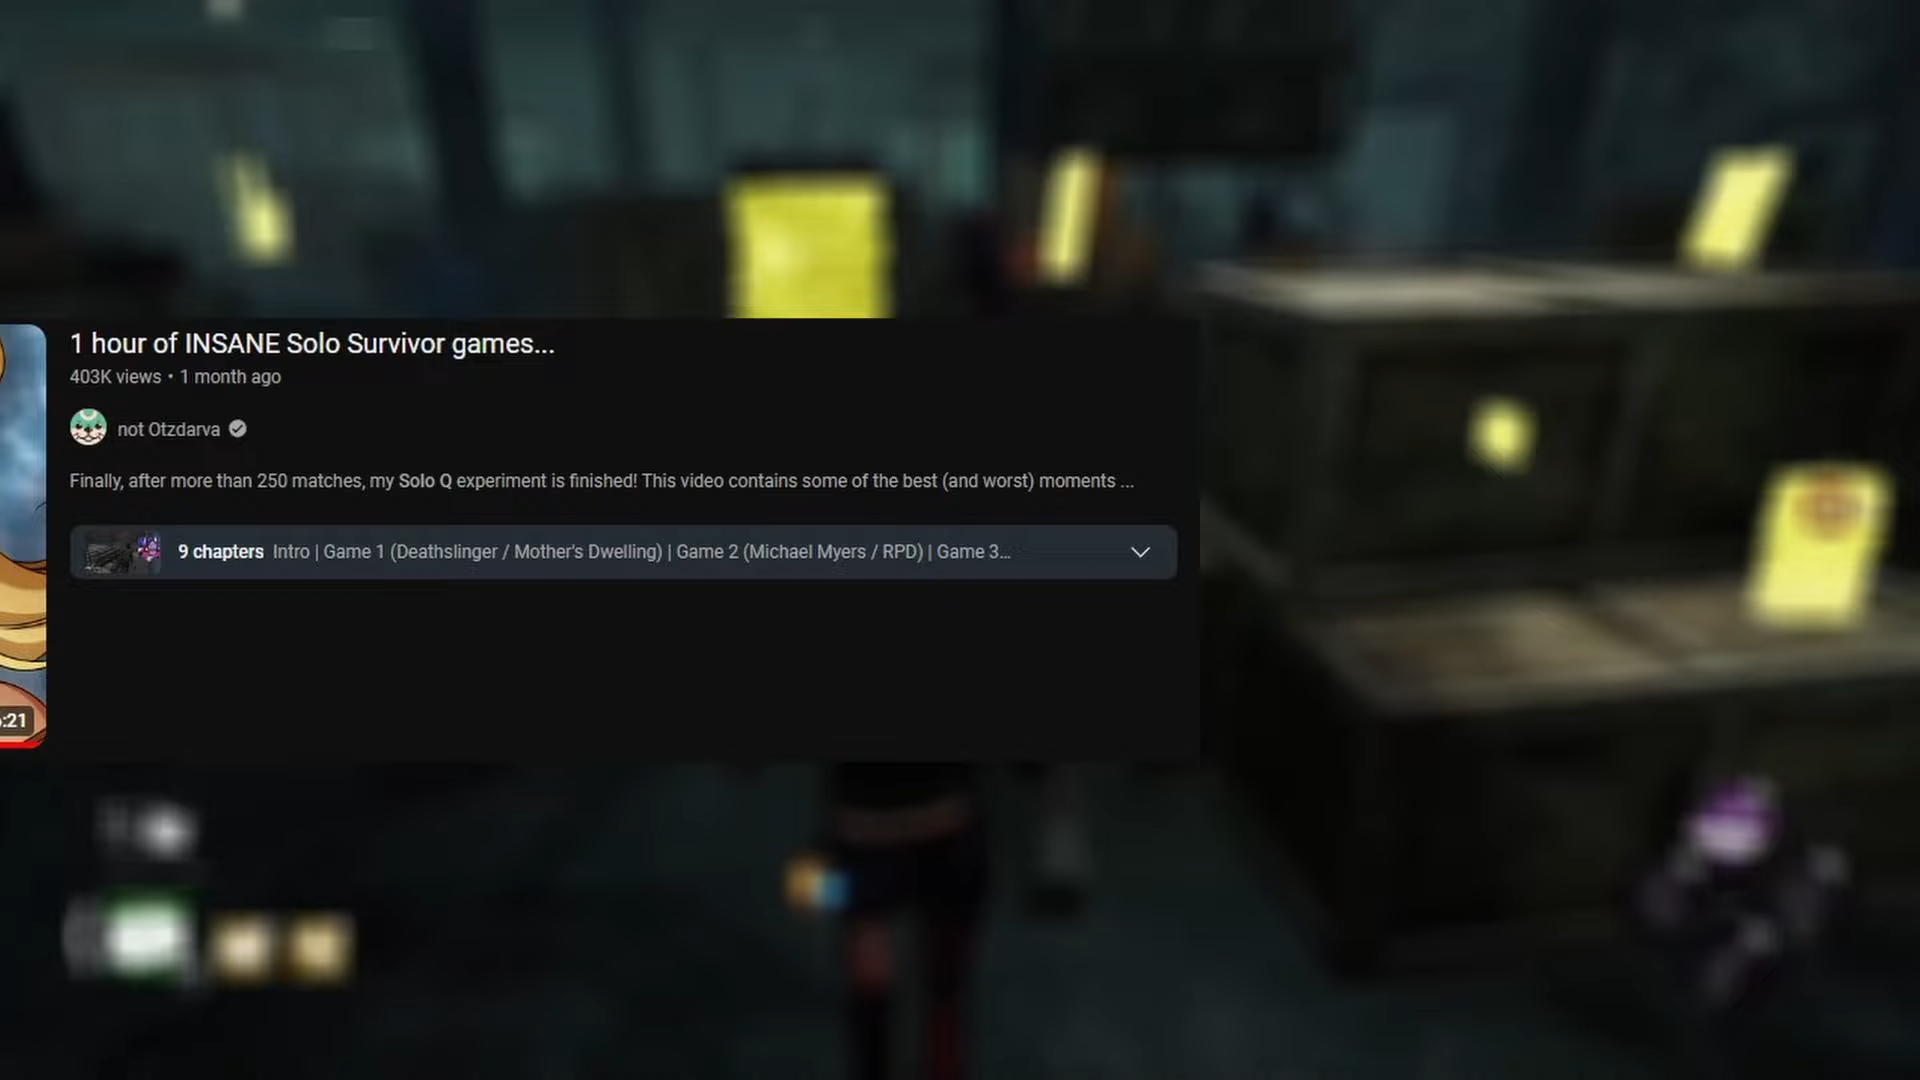 1 hour of INSANE Solo Survivor games...
403K views • 1 month ago
not Otzdarva
Finally, after more than 250 matches, my Solo Q experiment is finished! This video contains some of the best (and worst) moments ...
9 chapters Intro | Game 1 (Deathslinger / Mother's Dwelling) | Game 2 (Michael Myers / RPD) | Game 3...
:21